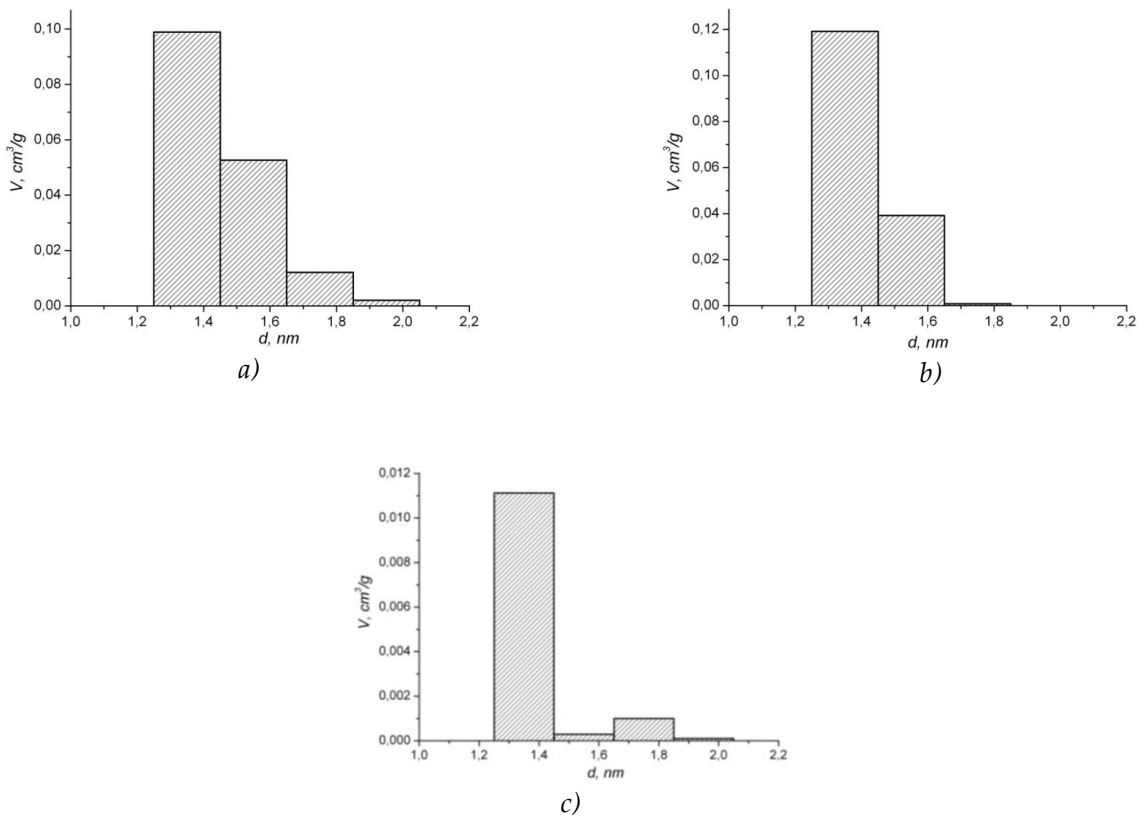 0,10
0,08
0,06
0,04
0,02
0,00
V, cm³/g
1,0 1,2 1,4 1,6 1,8 2,0 2,2
d, nm
a)
0,12
0,10
0,08
0,06
0,04
0,02
0,00
V, cm³/g
1,0 1,2 1,4 1,6 1,8 2,0 2,2
d, nm
b)
0,012
0,010
0,008
0,006
0,004
0,002
0,000
V, cm³/g
1,0 1,2 1,4 1,6 1,8 2,0 2,2
d, nm
c)